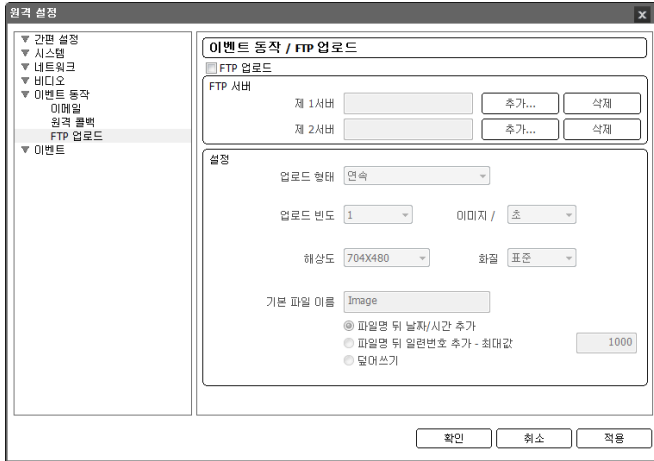 원격 설정
간편 설정
시스템
네트워크
비디오
이벤트 동작
이메일
원격 콜백
FTP 업로드
이벤트
이벤트 동작 / FTP 업로드
FTP 업로드
FTP 서버
제 1서버 추가... 삭제
제 2서버 추가... 삭제
설정
업로드 형태 연속
업로드 빈도 1 이미지 / 초
해상도 704X480 화질 표준
기본 파일 이름 Image
파일명 뒤 날짜/시간 추가
파일명 뒤 일련번호 추가 - 최대값 1000
덮어쓰기
확인 취소 적용